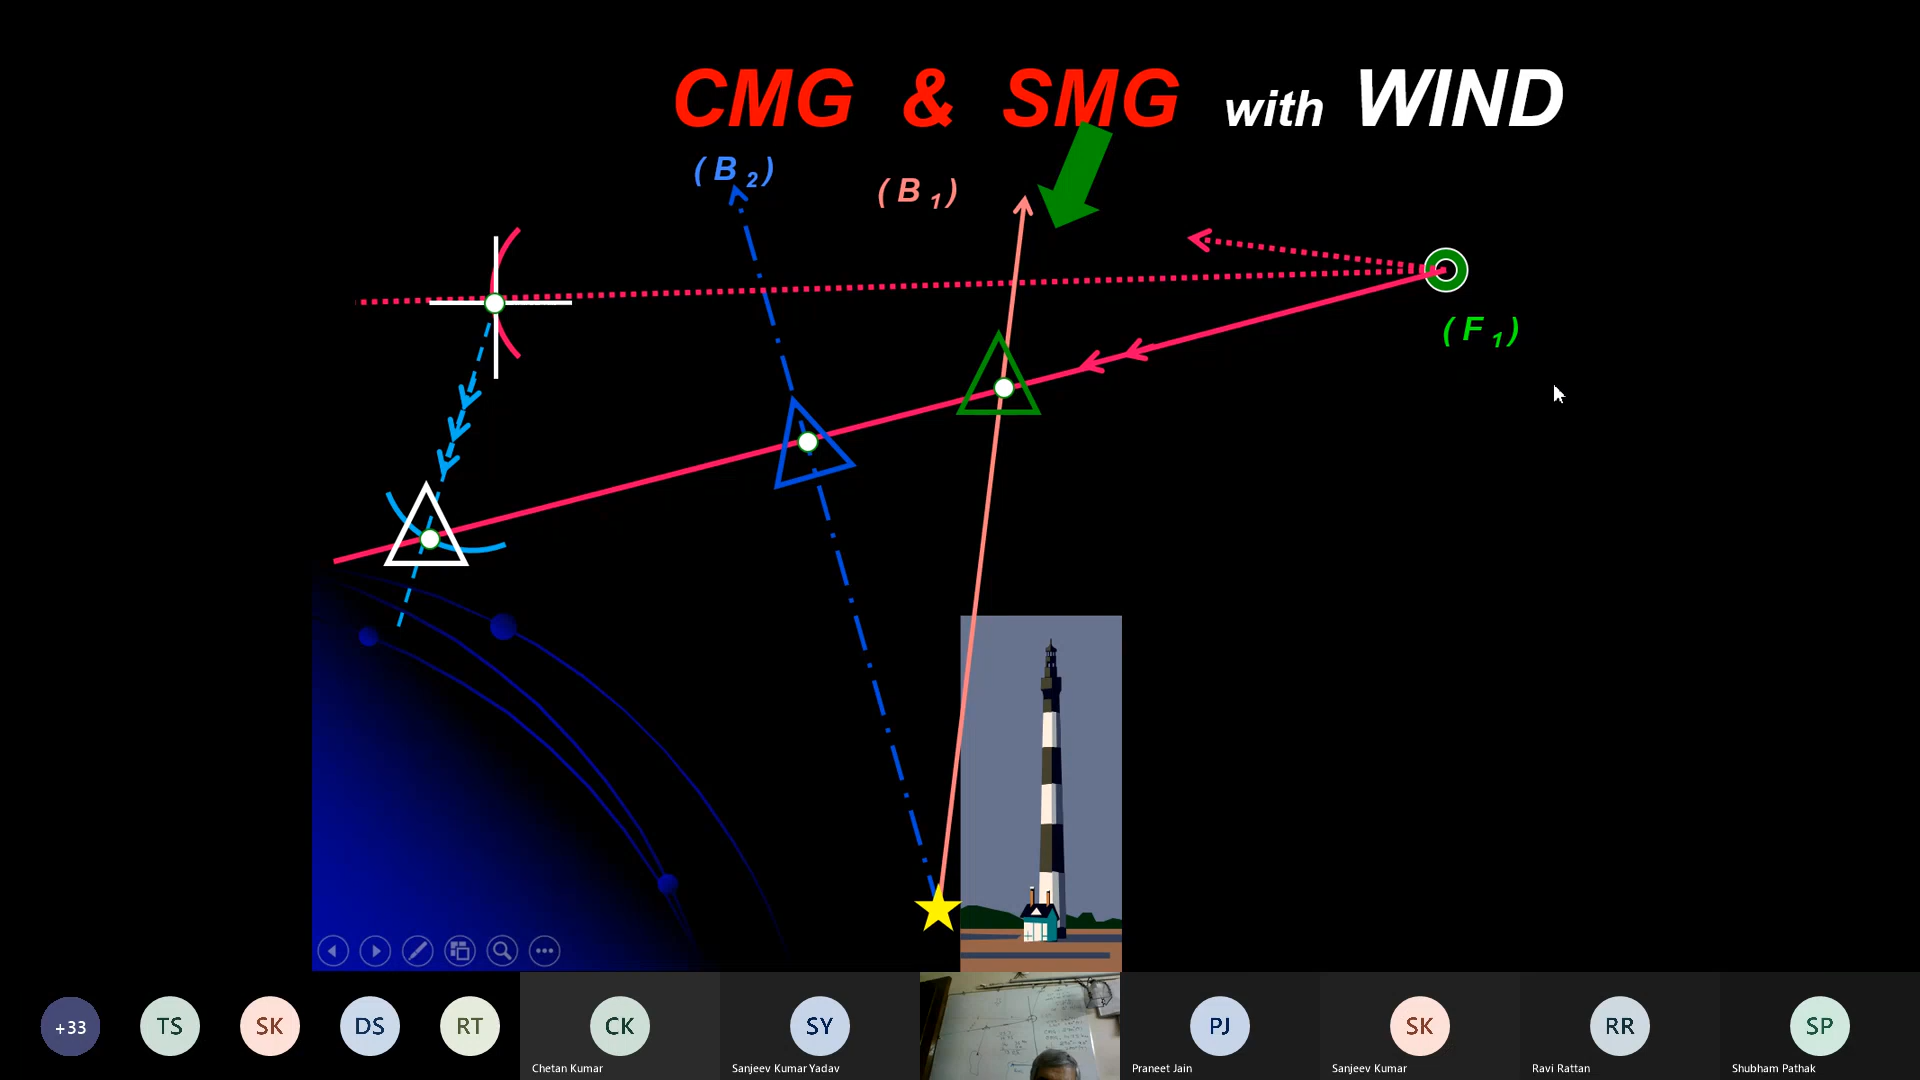 CMG & SMG with WIND
( B 2 )
( B 1 )
( F 1 )
+33
TS
SK
DS
RT
CK
SY
PJ
SK
RR
SP
Chetan Kumar
Sanjeev Kumar Yadav
Praneet Jain
Sanjeev Kumar
Ravi Rattan
Shubham Pathak